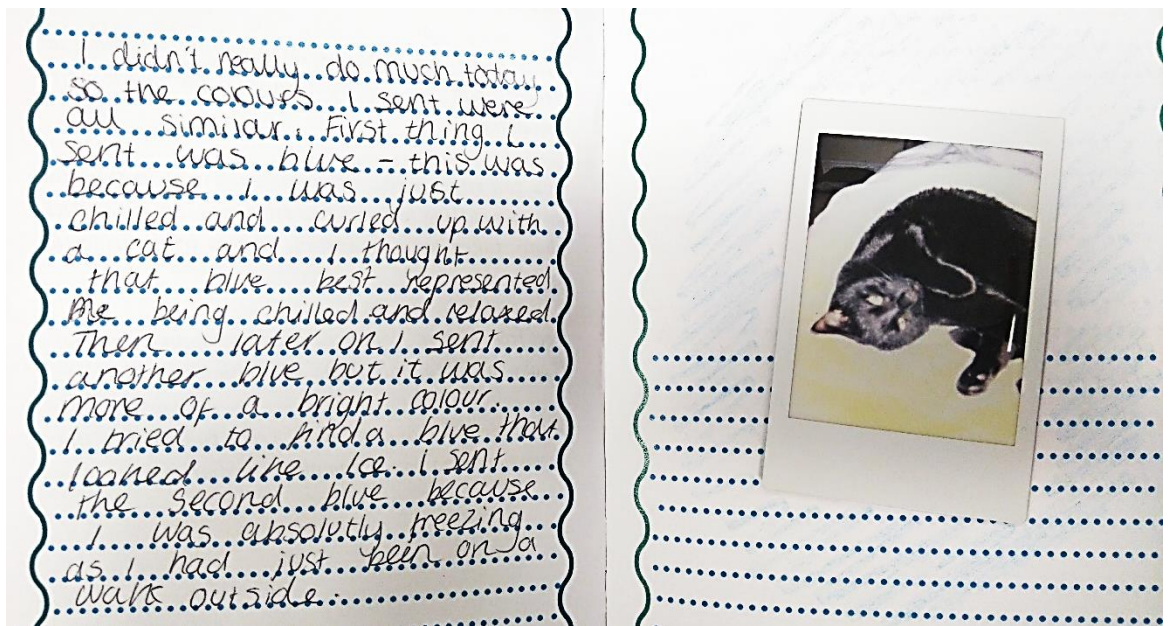 I didn't really do much today
so the colours I sent were
all similar. First thing I
sent was blue - this was
because I was just
chilled and curled up with
a cat and I thought
that blue best represented
me being chilled and relaxed.
Then later on I sent
another blue but it was
more of a bright colour.
I tried to find a blue that
looked like Ice. I sent
the second blue because
I was absolutly freezing
as I had just been on a
walk outside.